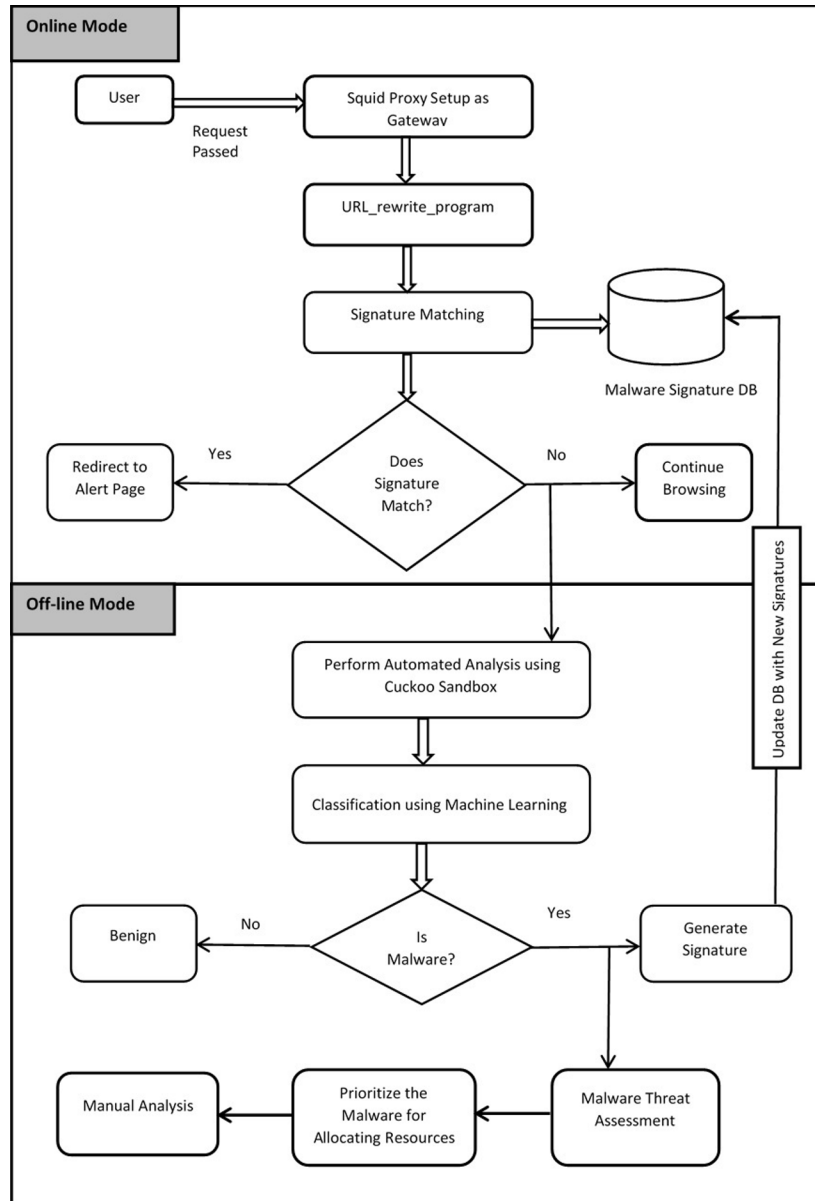 Online Mode
User
Request
Passed
Squid Proxy Setup as
Gatewav
URL_rewrite_program
Signature Matching
Malware Signature DB
Does
Signature
Match?
Yes
Redirect to
Alert Page
No
Continue
Browsing
Update DB with New Signatures
Off-line Mode
Perform Automated Analysis using
Cuckoo Sandbox
Classification using Machine Learning
Is
Malware?
No
Benign
Yes
Generate
Signature
Malware Threat
Assessment
Prioritize the
Malware for
Allocating Resources
Manual Analysis